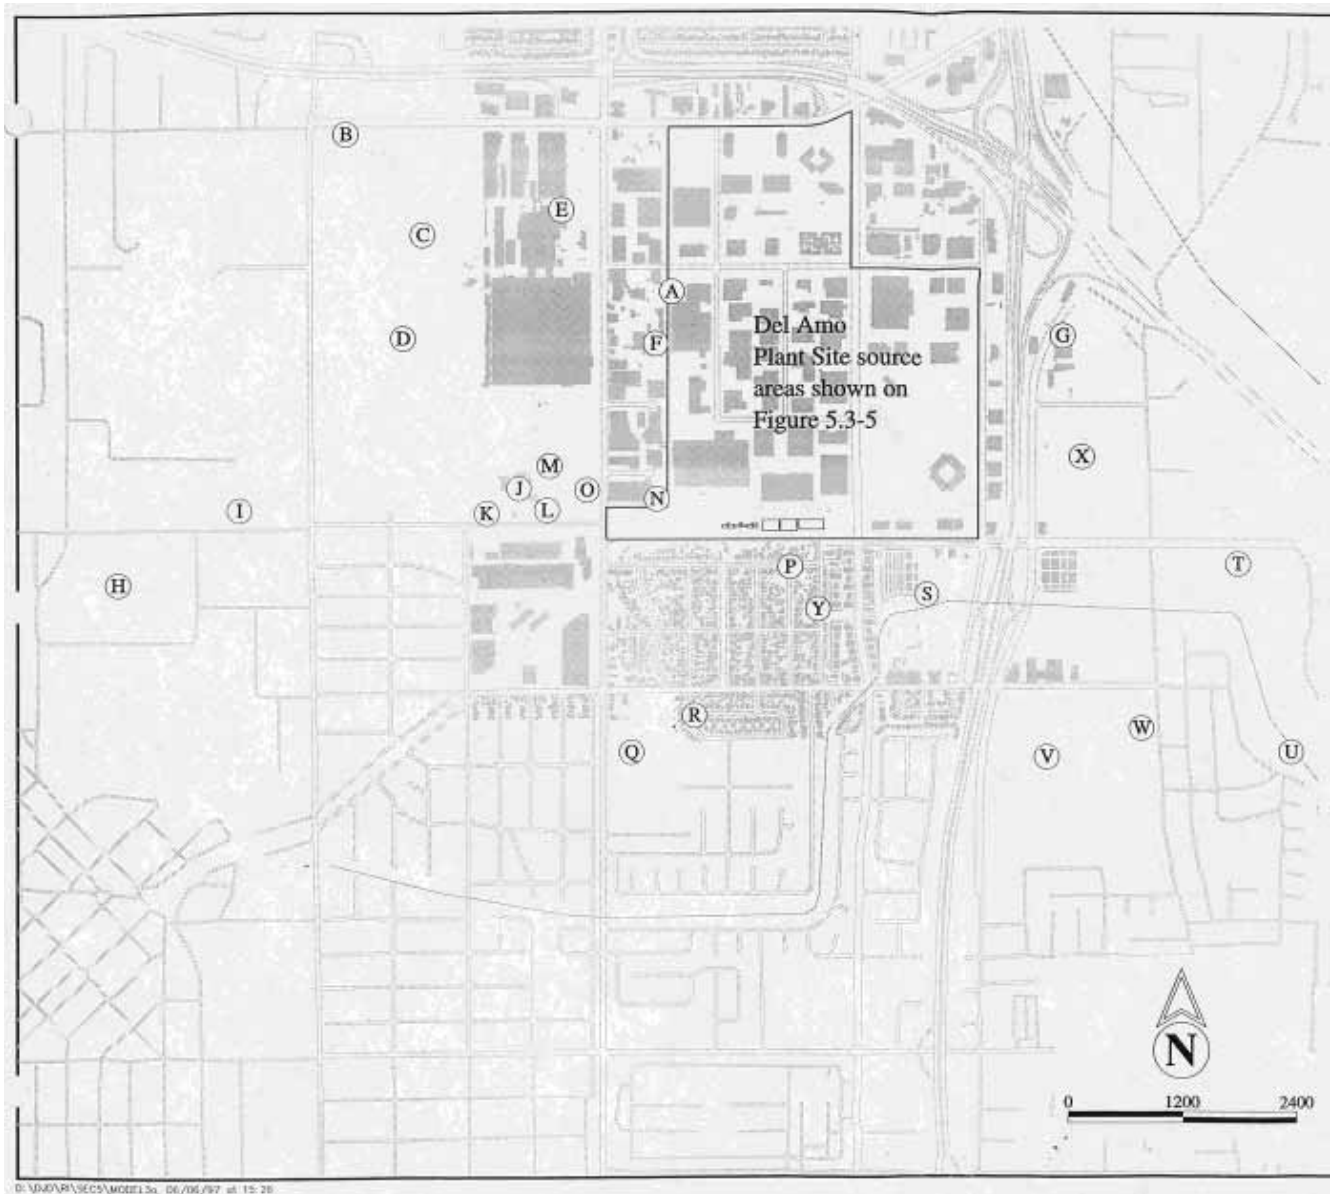 B
E
C
A
Del Amo
Plant Site source
areas shown on
Figure 5.3-5
G
F
D
X
M
J
O
N
I
K
L
T
P
H
S
Y
R
W
Q
V
U
N
0 1200 2400